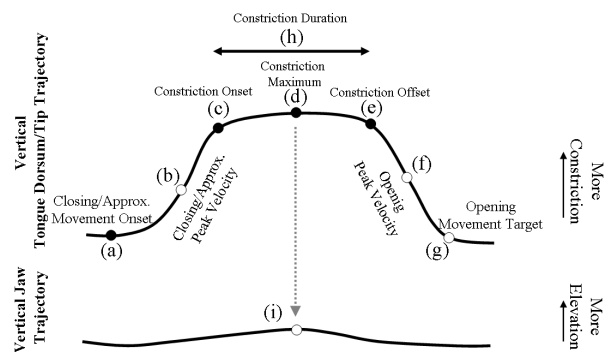 Constriction Duration
(h)
Constriction
Maximum
Constriction Onset
(d)
Constriction Offset
(c)
(e)
Vertical
Tongue Dorsum/Tip Trajectory
(b)
Closing/Approx.
Peak Velocity
(f)
Openig
Peak Velocity
More
Constriction
Closing/Approx.
Movement Onset
(a)
Opening
Movement Target
(g)
Vertical Jaw
Trajectory
(i)
More
Elevation